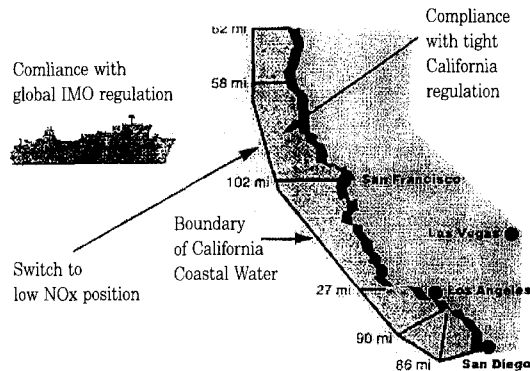 62 mi
Compliance
with tight
California
regulation
Comliance with
global IMO regulation
58 mi
102 mi
San Francisco
Boundary
of California
Coastal Water
Las Vegas
Switch to
low NOx position
27 mi
Los Angeles
90 mi
86 mi
San Diego